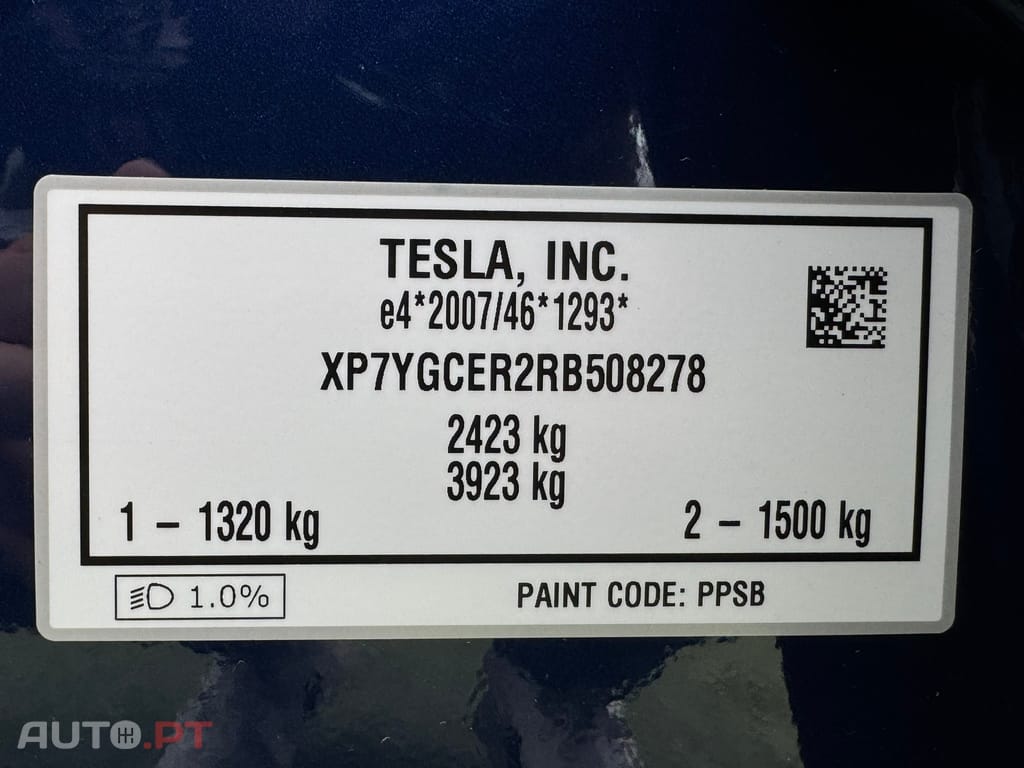 TESLA, INC.
e4*2007/46*1293*
XP7YGCER2RB508278
2423 kg
3923 kg
1 – 1320 kg 2 – 1500 kg
1.0% PAINT CODE: PPSB
AUTO.PT